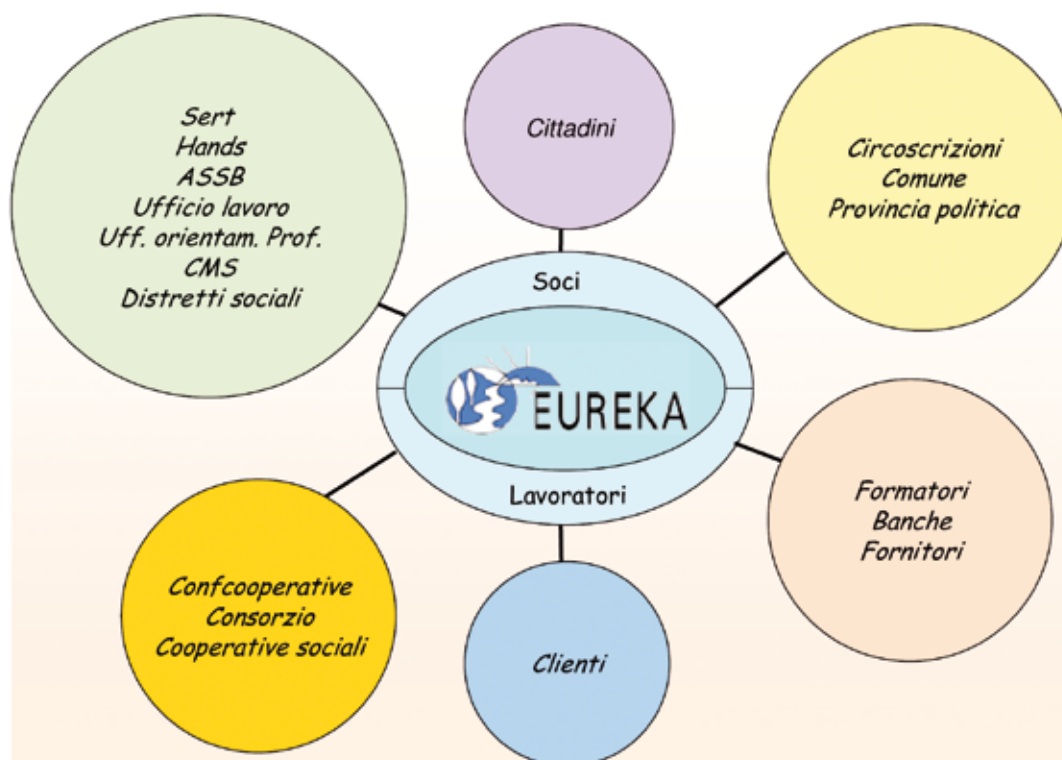 Sert
Hands
ASSB
Ufficio lavoro
Uff. orientam. Prof.
CMS
Distretti sociali
Cittadini
Circoscrizioni
Comune
Provincia politica
Soci
EUREKA
Lavoratori
Formatori
Banche
Fornitori
Confcooperative
Consorzio
Cooperative sociali
Clienti